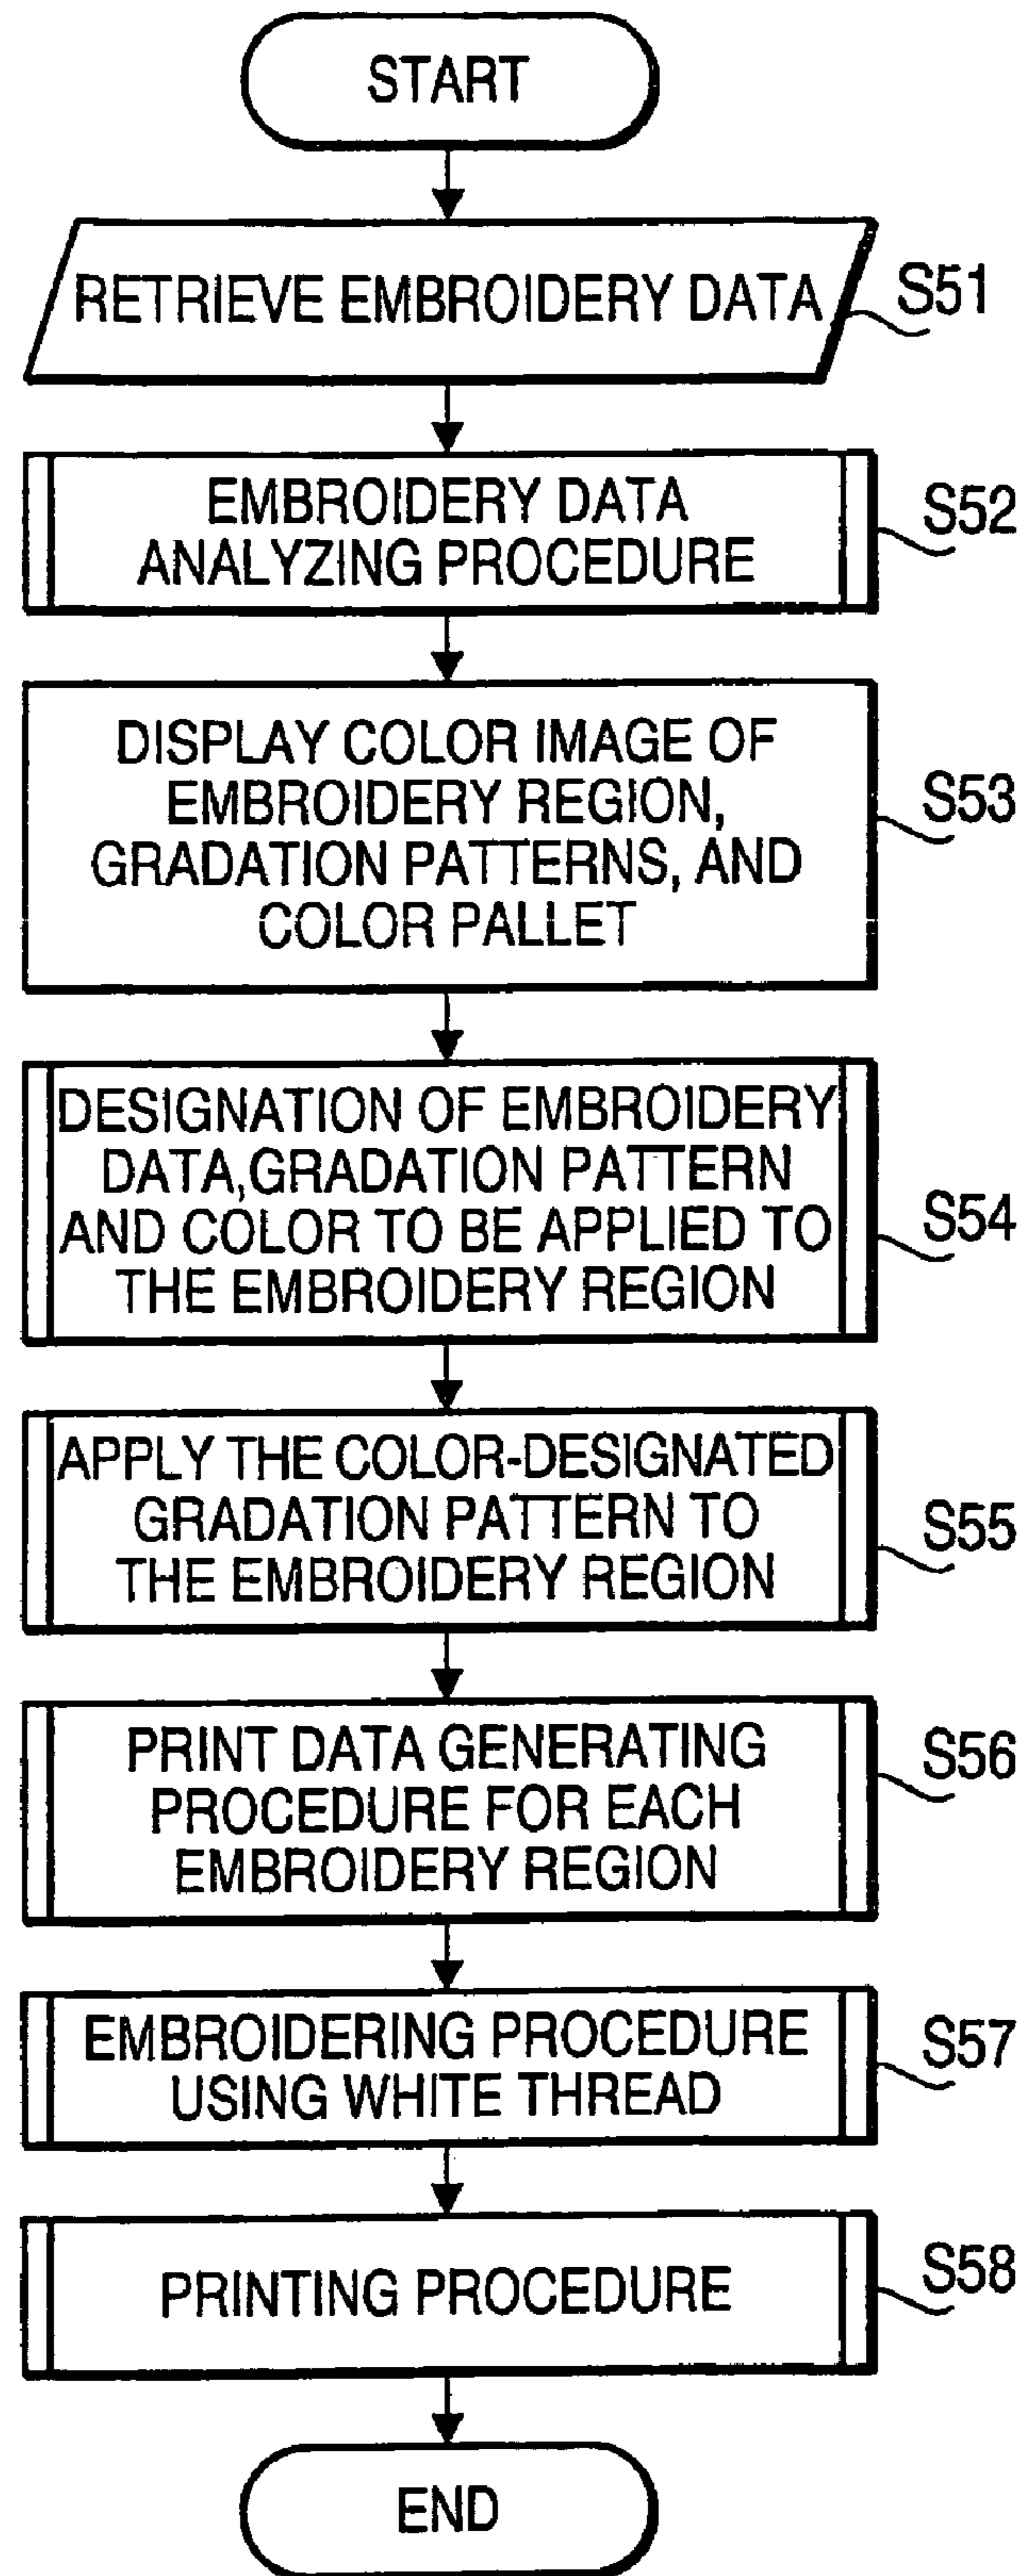 START
RETRIEVE EMBROIDERY DATA
S51
EMBROIDERY DATA
ANALYZING PROCEDURE
S52
DISPLAY COLOR IMAGE OF
EMBROIDERY REGION,
GRADATION PATTERNS, AND
COLOR PALLET
S53
DESIGNATION OF EMBROIDERY
DATA,GRADATION PATTERN
AND COLOR TO BE APPLIED TO
THE EMBROIDERY REGION
S54
APPLY THE COLOR-DESIGNATED
GRADATION PATTERN TO
THE EMBROIDERY REGION
S55
PRINT DATA GENERATING
PROCEDURE FOR EACH
EMBROIDERY REGION
S56
EMBROIDERING PROCEDURE
USING WHITE THREAD
S57
PRINTING PROCEDURE
S58
END